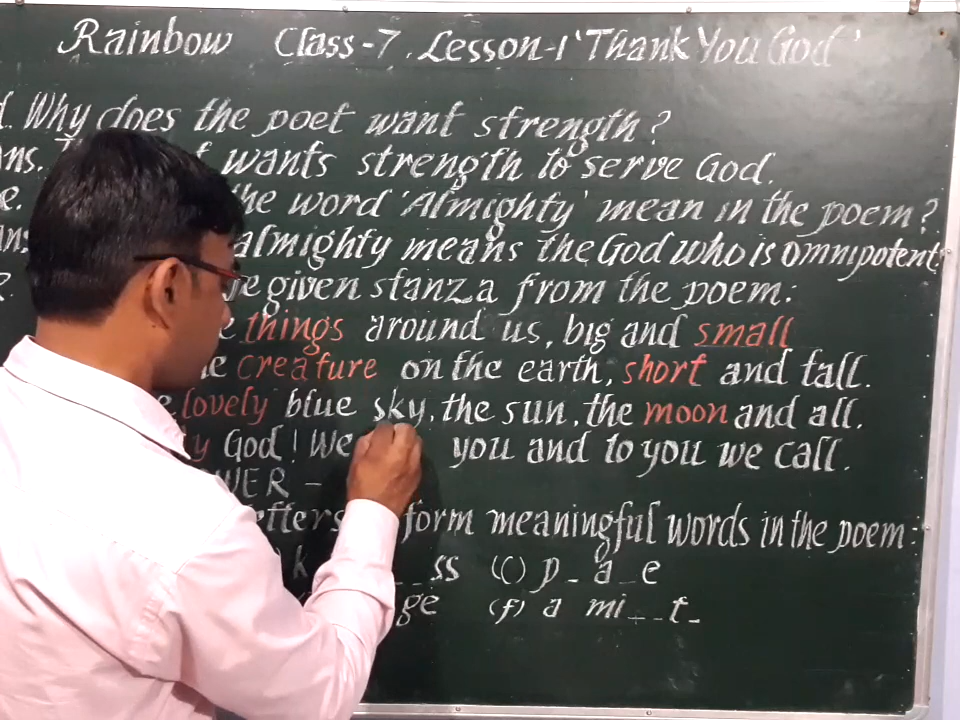 Rainbow Class-7. Lesson-1 'Thank You God'
d. Why does the poet want strength?
ans. wants strength to serve God.
e. the word 'Almighty' mean in the poem?
ans. almighty means the God who is omnipotent.
given stanza from the poem:
things around us, big and small
creature on the earth, short and tall.
lovely blue sky, the sun, the moon and all.
God! We you and to you we call.
WER -
etters form meaningful words in the poem:-
k _ _ ss (C) p _ a _ e
ge (f) a mi _ _ t _